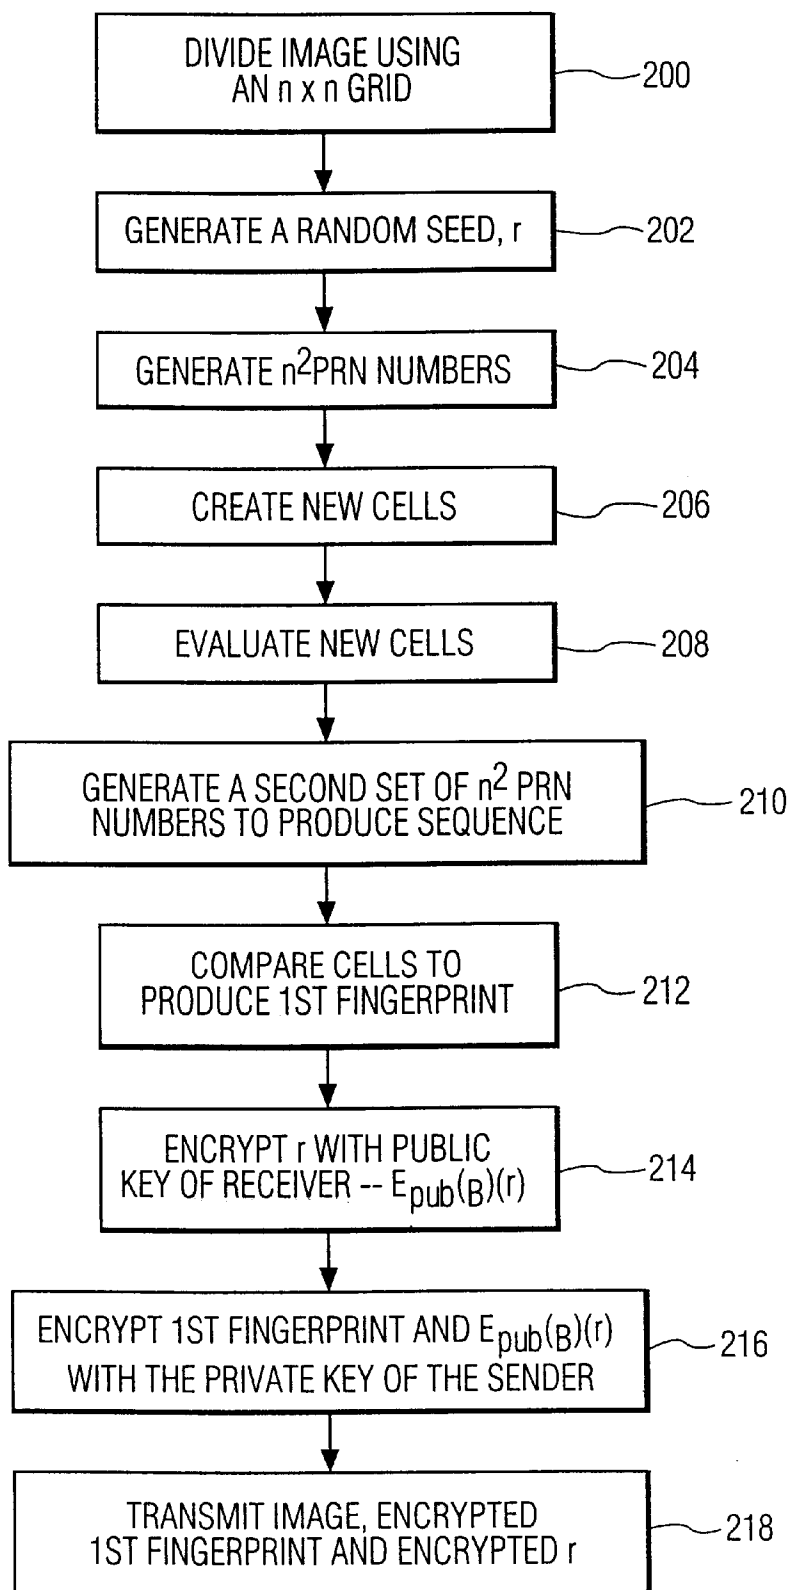 DIVIDE IMAGE USING
AN n x n GRID
200
GENERATE A RANDOM SEED, r
202
GENERATE n²PRN NUMBERS
204
CREATE NEW CELLS
206
EVALUATE NEW CELLS
208
GENERATE A SECOND SET OF n² PRN
NUMBERS TO PRODUCE SEQUENCE
210
COMPARE CELLS TO
PRODUCE 1ST FINGERPRINT
212
ENCRYPT r WITH PUBLIC
KEY OF RECEIVER -- Epub(B)(r)
214
ENCRYPT 1ST FINGERPRINT AND Epub(B)(r)
WITH THE PRIVATE KEY OF THE SENDER
216
TRANSMIT IMAGE, ENCRYPTED
1ST FINGERPRINT AND ENCRYPTED r
218